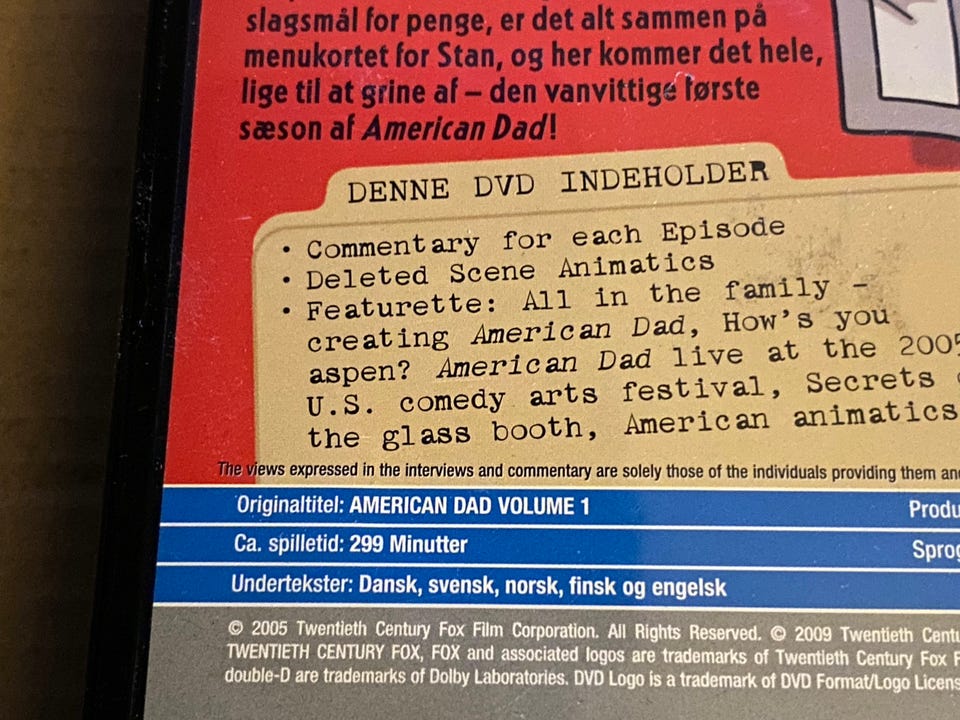 slagsmål for penge, er det alt sammen på
menukortet for Stan, og her kommer det hele,
lige til at grine af – den vanvittige første
sæson af American Dad!
DENNE DVD INDEHOLDER
• Commentary for each Episode
• Deleted Scene Animatics
• Featurette: All in the family –
creating American Dad, How's you
aspen? American Dad live at the 2005
U.S. comedy arts festival, Secrets
the glass booth, American animatics
The views expressed in the interviews and commentary are solely those of the individuals providing them
Originaltitel: AMERICAN DAD VOLUME 1
Ca. spilletid: 299 Minutter
Undertekster: Dansk, svensk, norsk, finsk og engelsk
© 2005 Twentieth Century Fox Film Corporation. All Rights Reserved. © 2009 Twentieth
TWENTIETH CENTURY FOX, FOX and associated logos are trademarks of Twentieth Century Fox
double-D are trademarks of Dolby Laboratories. DVD Logo is a trademark of DVD Format/Logo